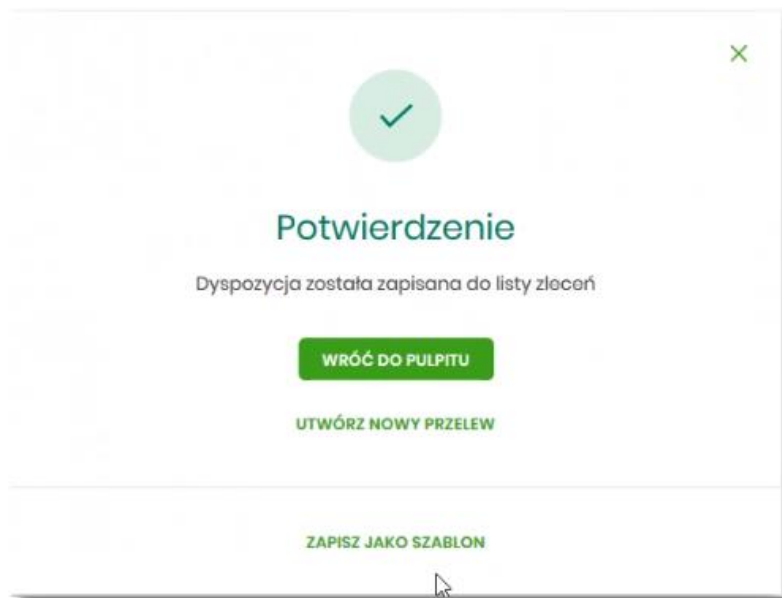 Potwierdzenie
Dyspozycja została zapisana do listy zleceń
WRÓĆ DO PULPITU
UTWÓRZ NOWY PRZELEW
ZAPISZ JAKO SZABLON